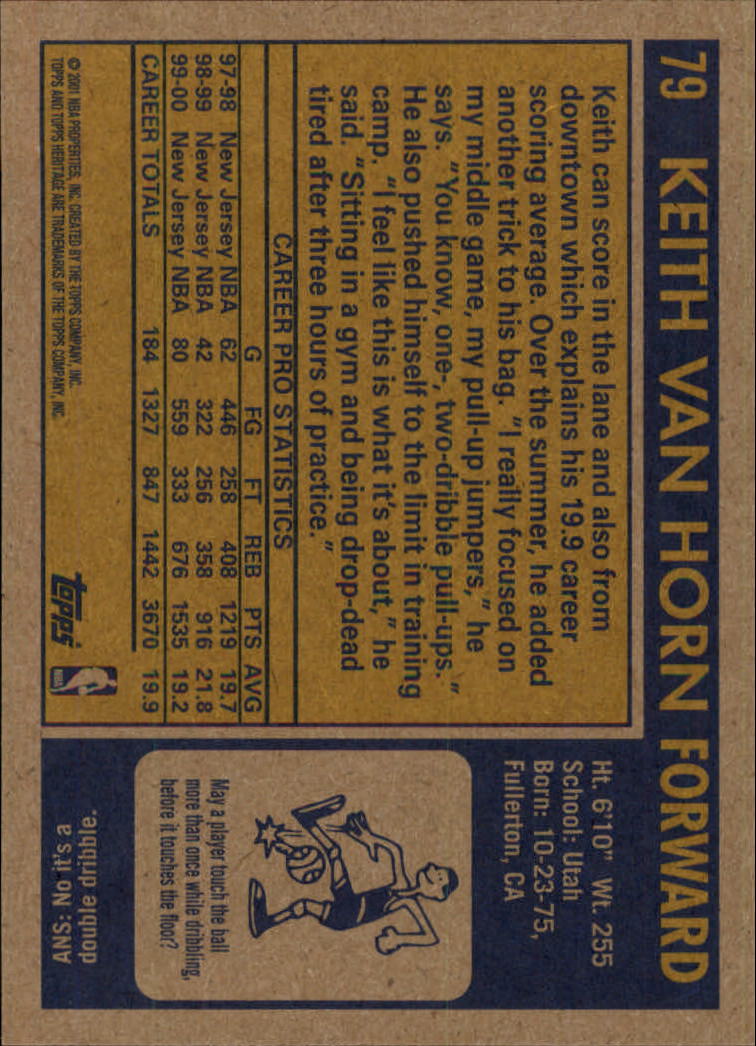 79 KEITH VAN HORN FORWARD
Keith can score in the lane and also from
downtown which explains his 19.9 career
scoring average. Over the summer, he added
another trick to his bag. "I really focused on
my middle game, my pull-up jumpers," he
says. "You know, one-, two-dribble pull-ups."
He also pushed himself to the limit in training
camp. "I feel like this is what it's about," he
said. "Sitting in a gym and being drop-dead
tired after three hours of practice."
CAREER PRO STATISTICS
G FG FT REB PTS AVG
97-98 New Jersey NBA 62 446 258 408 1219 19.7
98-99 New Jersey NBA 42 322 256 358 916 21.8
99-00 New Jersey NBA 80 559 333 676 1535 19.2
CAREER TOTALS 184 1327 847 1442 3670 19.9
© 2001 NBA PROPERTIES, INC. CREATED BY THE TOPPS COMPANY, INC.
TOPPS AND TOPPS HERITAGE ARE TRADEMARKS OF THE TOPPS COMPANY, INC.
topps
NBA
Ht. 6'10" Wt. 255
School: Utah
Born: 10-23-75,
Fullerton, CA
May a player touch the ball
more than once while dribbling,
before it touches the floor?
ANS: No it's a
double dribble.